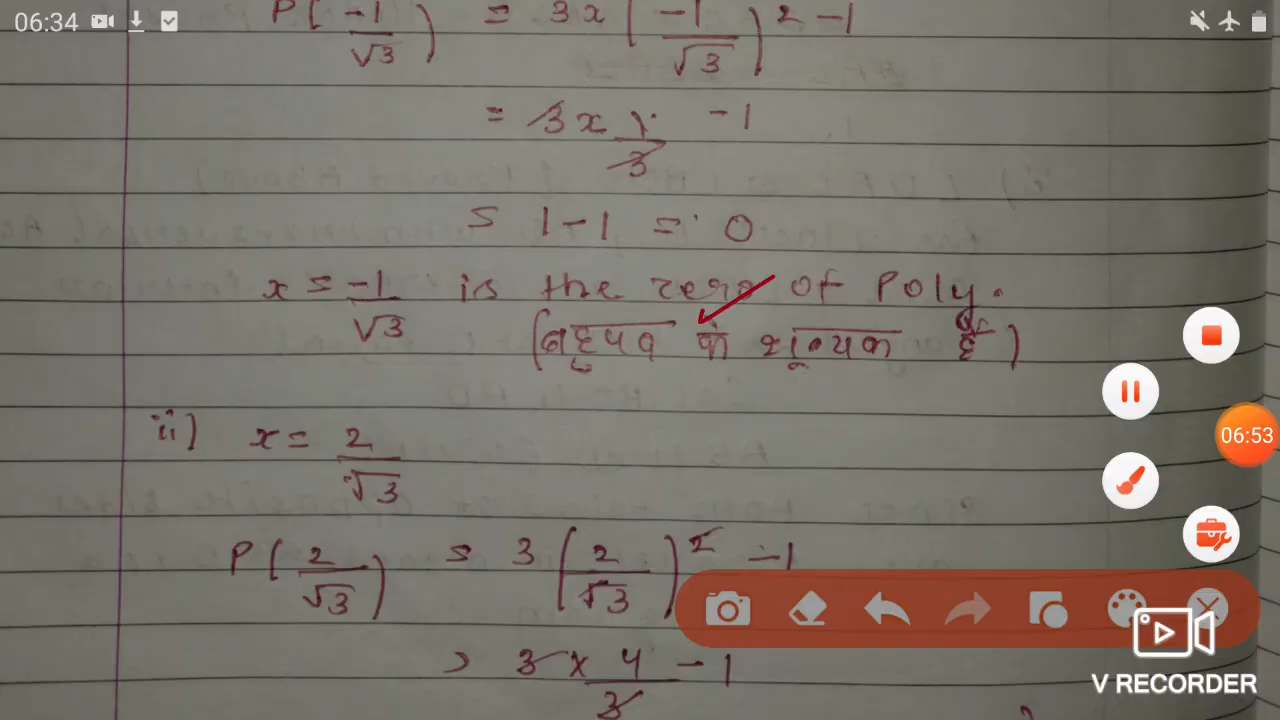 06:34
P(-1/√3) = 3x(-1/√3)2 -1
= 3x 1/3 -1
= 1-1 = 0
x = -1/√3 is the zero of Poly.
(बहुपद के शून्यक है)
ii) x = 2/√3
P(2/√3) = 3(2/√3)2 -1
06:53
3 x 4/3 -1
V RECORDER